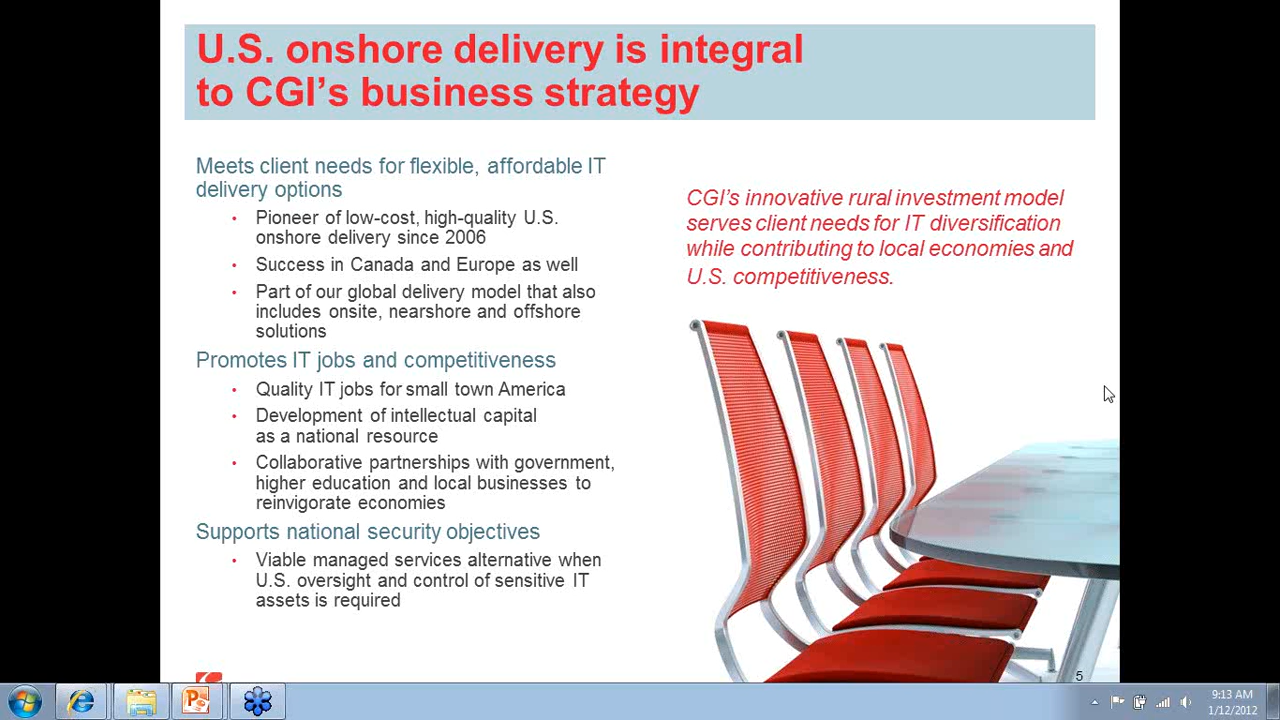 U.S. onshore delivery is integral
to CGI’s business strategy
Meets client needs for flexible, affordable IT
delivery options
• Pioneer of low-cost, high-quality U.S.
onshore delivery since 2006
• Success in Canada and Europe as well
• Part of our global delivery model that also
includes onsite, nearshore and offshore
solutions
Promotes IT jobs and competitiveness
• Quality IT jobs for small town America
• Development of intellectual capital
as a national resource
• Collaborative partnerships with government,
higher education and local businesses to
reinvigorate economies
Supports national security objectives
• Viable managed services alternative when
U.S. oversight and control of sensitive IT
assets is required
CGI’s innovative rural investment model
serves client needs for IT diversification
while contributing to local economies and
U.S. competitiveness.
5
9:13 AM
1/12/2012